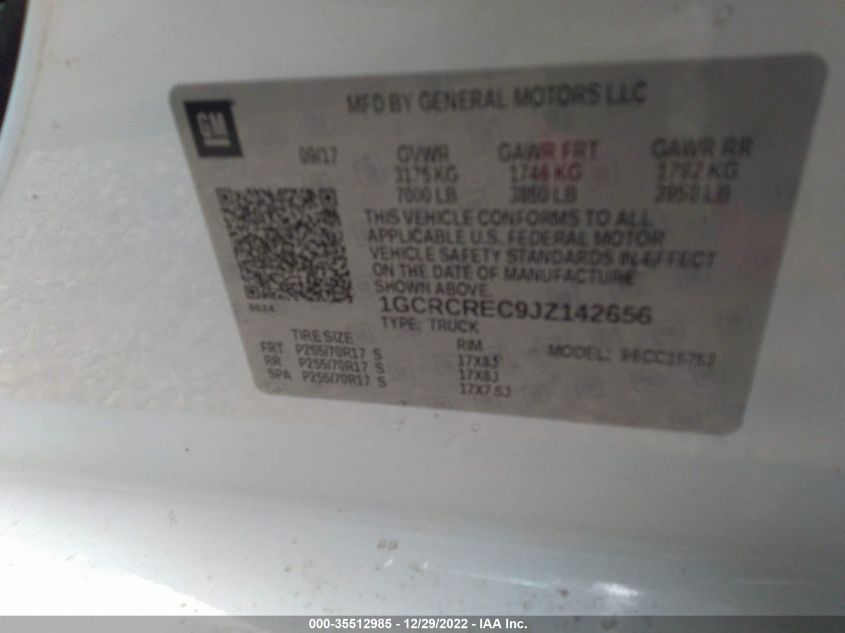 GM
MFD BY GENERAL MOTORS LLC
09/17 GVWR GAWR FRT GAWR RR
3175 KG 1746 KG 1792 KG
7000 LB 3850 LB 3950 LB
THIS VEHICLE CONFORMS TO ALL
APPLICABLE U.S. FEDERAL MOTOR
VEHICLE SAFETY STANDARDS IN EFFECT
ON THE DATE OF MANUFACTURE
SHOWN ABOVE.
1GCRCREC9JZ142656
TYPE: TRUCK
TIRE SIZE RIM
FRT P255/70R17 S 17X8J
RR P255/70R17 S 17X8J
SPA P255/70R17 S 17X7.5J
MODEL:
000-35512985 - 12/29/2022 - IAA Inc.